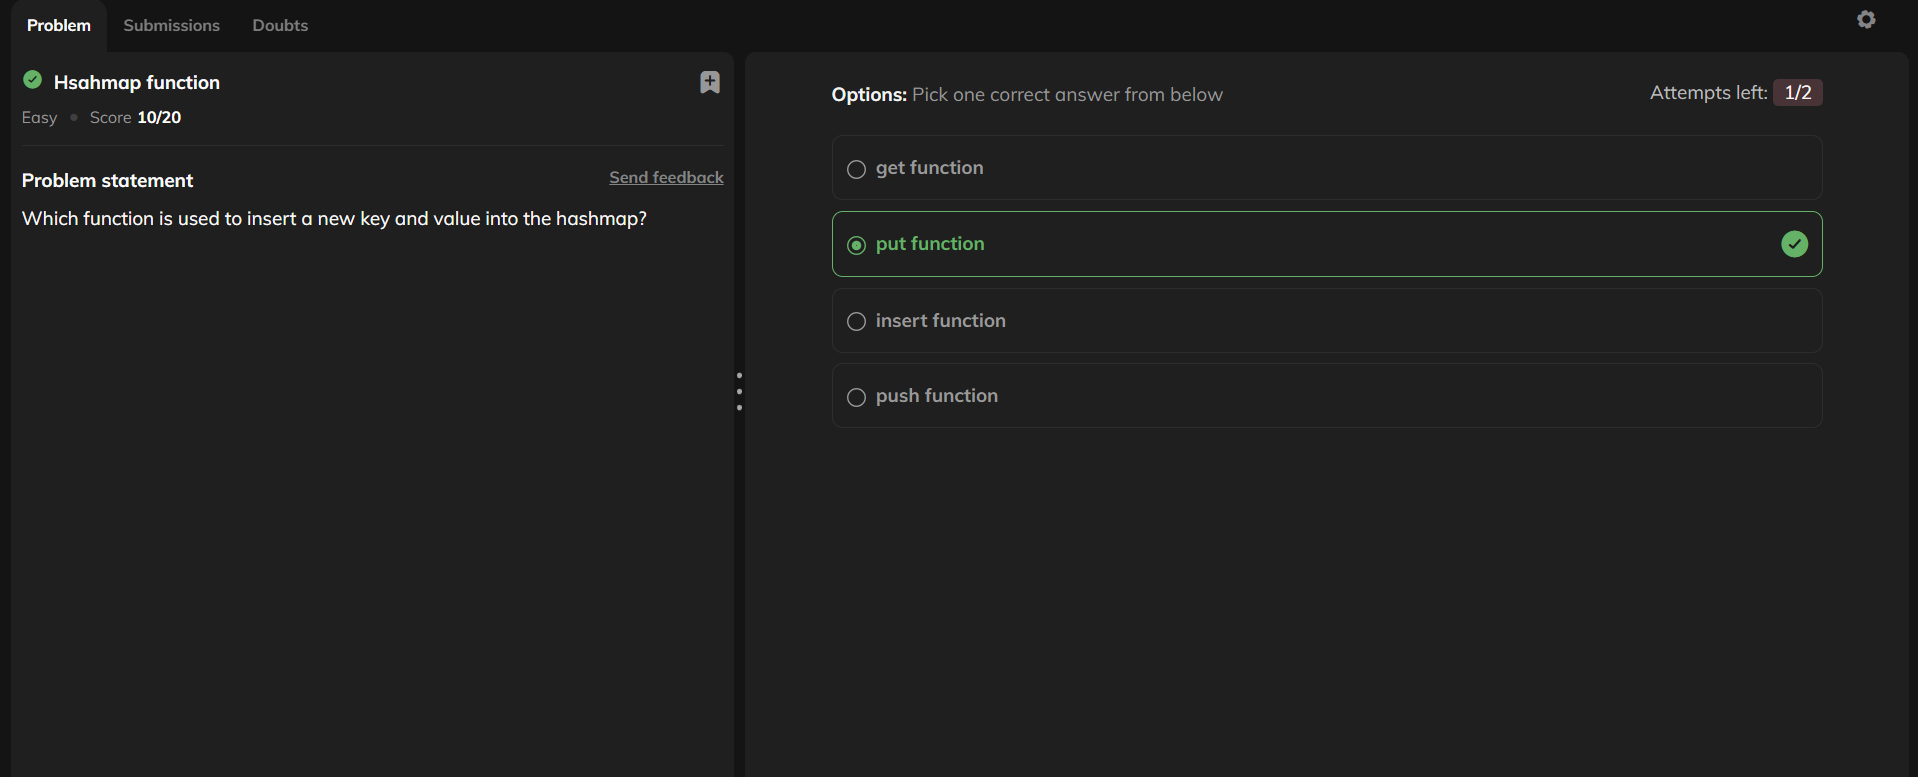 Problem Submissions Doubts
Hsahmap function
Easy • Score 10/20
Problem statement
Send feedback
Which function is used to insert a new key and value into the hashmap?
Options: Pick one correct answer from below
Attempts left: 1/2
get function
put function
insert function
push function